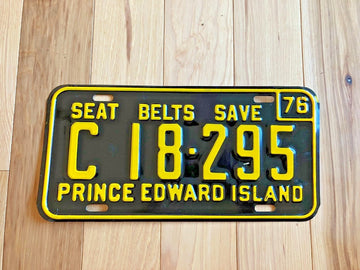 SEAT BELTS SAVE 76
C 18·295
PRINCE EDWARD ISLAND